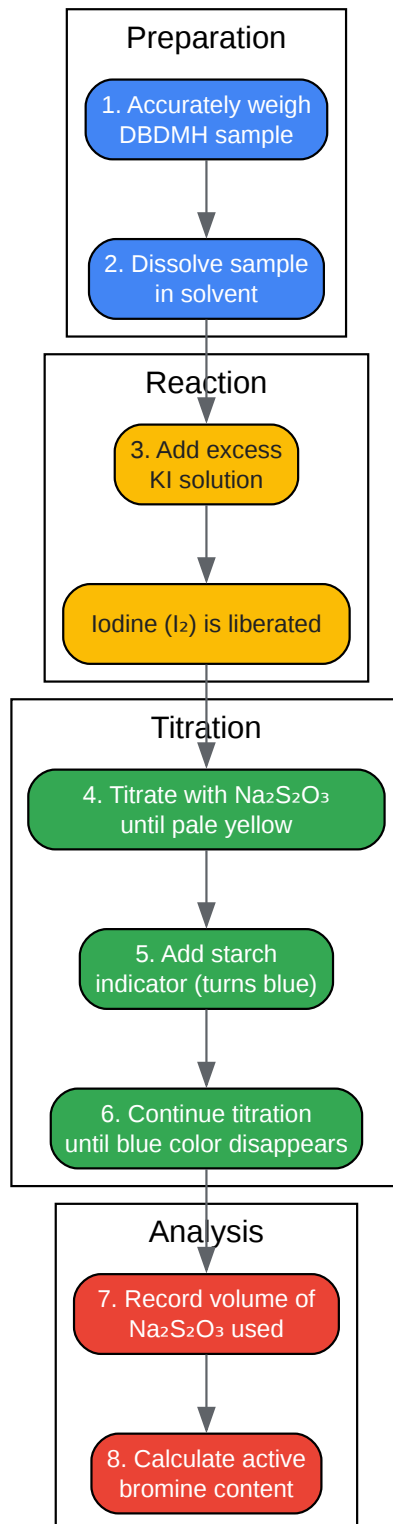 Preparation
1. Accurately weigh
DBDMH sample
2. Dissolve sample
in solvent
Reaction
3. Add excess
KI solution
Iodine (I₂) is liberated
Titration
4. Titrate with Na₂S₂O₃
until pale yellow
5. Add starch
indicator (turns blue)
6. Continue titration
until blue color disappears
Analysis
7. Record volume of
Na₂S₂O₃ used
8. Calculate active
bromine content